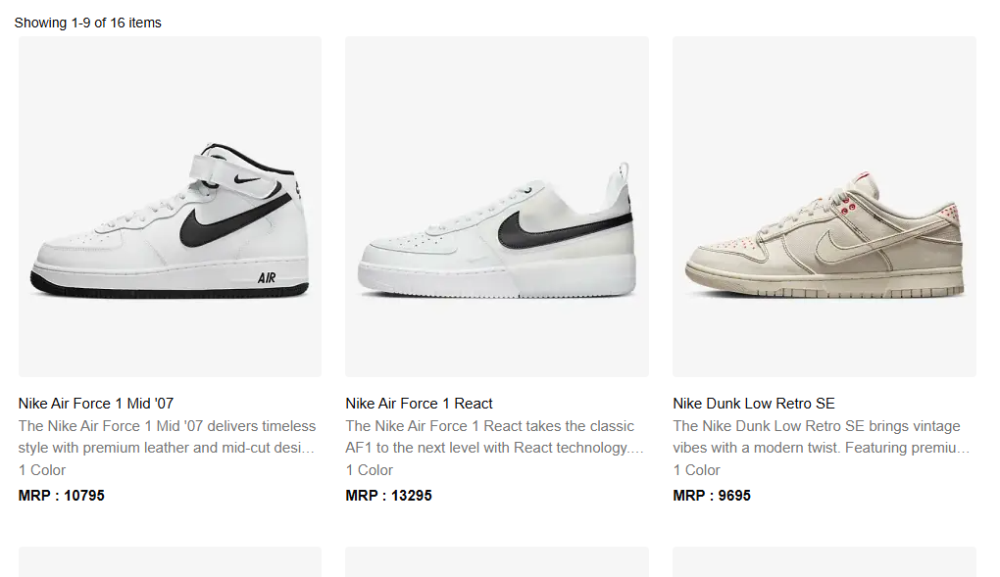 Showing 1-9 of 16 items
AIR
Nike Air Force 1 Mid '07
The Nike Air Force 1 Mid '07 delivers timeless
style with premium leather and mid-cut desi...
1 Color
MRP : 10795
Nike Air Force 1 React
The Nike Air Force 1 React takes the classic
AF1 to the next level with React technology....
1 Color
MRP : 13295
Nike Dunk Low Retro SE
The Nike Dunk Low Retro SE brings vintage
vibes with a modern twist. Featuring premiu...
1 Color
MRP : 9695